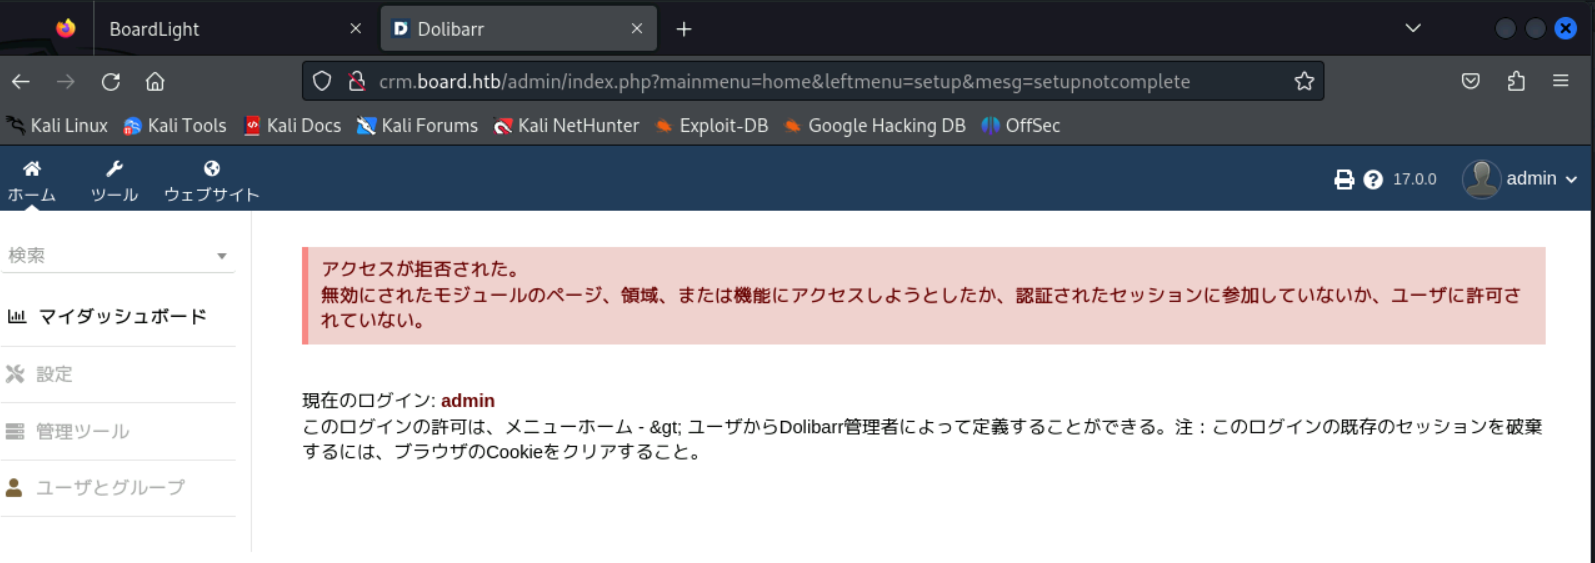 BoardLight
Dolibarr
crm.board.htb/admin/index.php?mainmenu=home&leftmenu=setup&mesg=setupnotcomplete
Kali Linux Kali Tools Kali Docs Kali Forums Kali NetHunter Exploit-DB Google Hacking DB OffSec
ホーム ツール ウェブサイト
17.0.0 admin
検索
マイダッシュボード
設定
管理ツール
ユーザとグループ
アクセスが拒否された。
無効にされたモジュールのページ、領域、または機能にアクセスしようとしたか、認証されたセッションに参加していないか、ユーザに許可さ
れていない。
現在のログイン: admin
このログインの許可は、メニューホーム - &gt; ユーザからDolibarr管理者によって定義することができる。注：このログインの既存のセッションを破棄
するには、ブラウザのCookieをクリアすること。